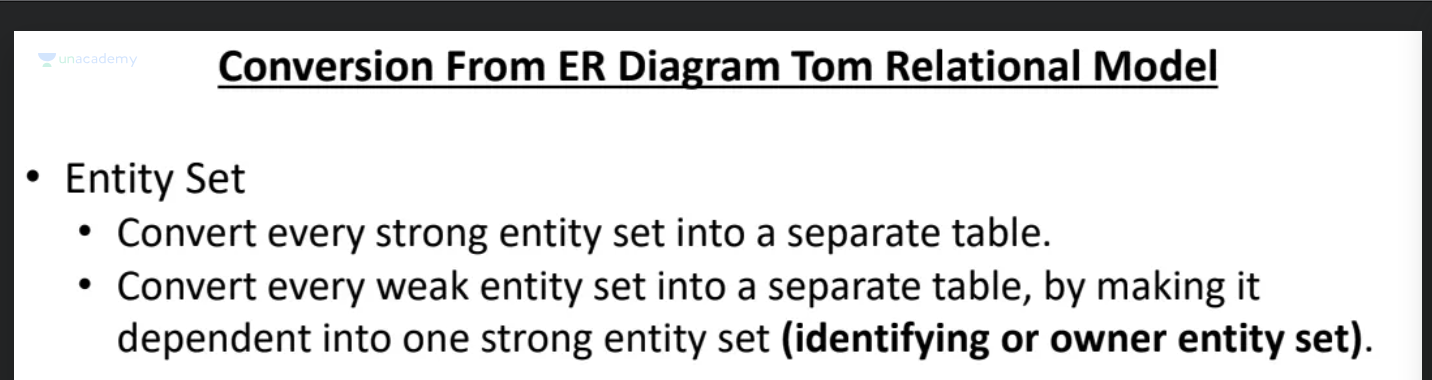 unacademy
Conversion From ER Diagram Tom Relational Model
• Entity Set
• Convert every strong entity set into a separate table.
• Convert every weak entity set into a separate table, by making it
dependent into one strong entity set (identifying or owner entity set).